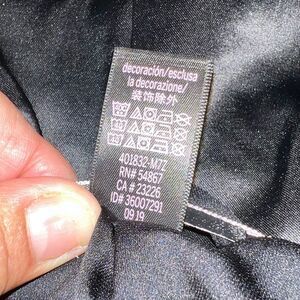 decoración/esclusa
la decorazione/
装饰除外
401832-M7Z
RN# 54867
CA # 23226
ID# 36007291
09 19